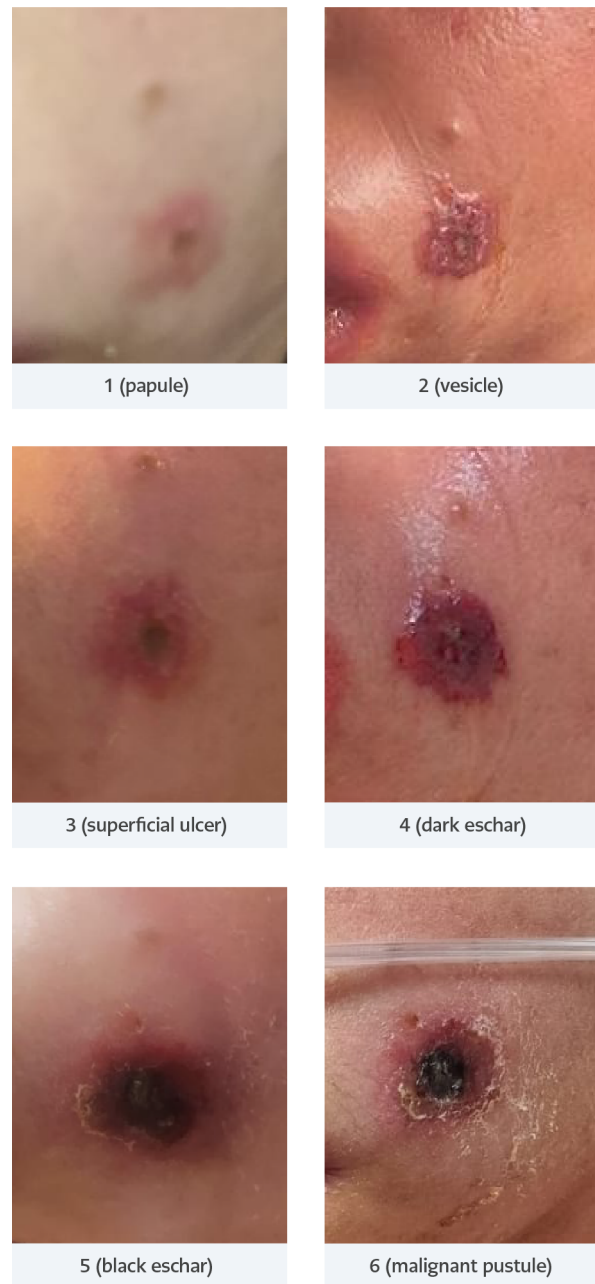 1 (papule)
2 (vesicle)
3 (superficial ulcer)
4 (dark eschar)
5 (black eschar)
6 (malignant pustule)